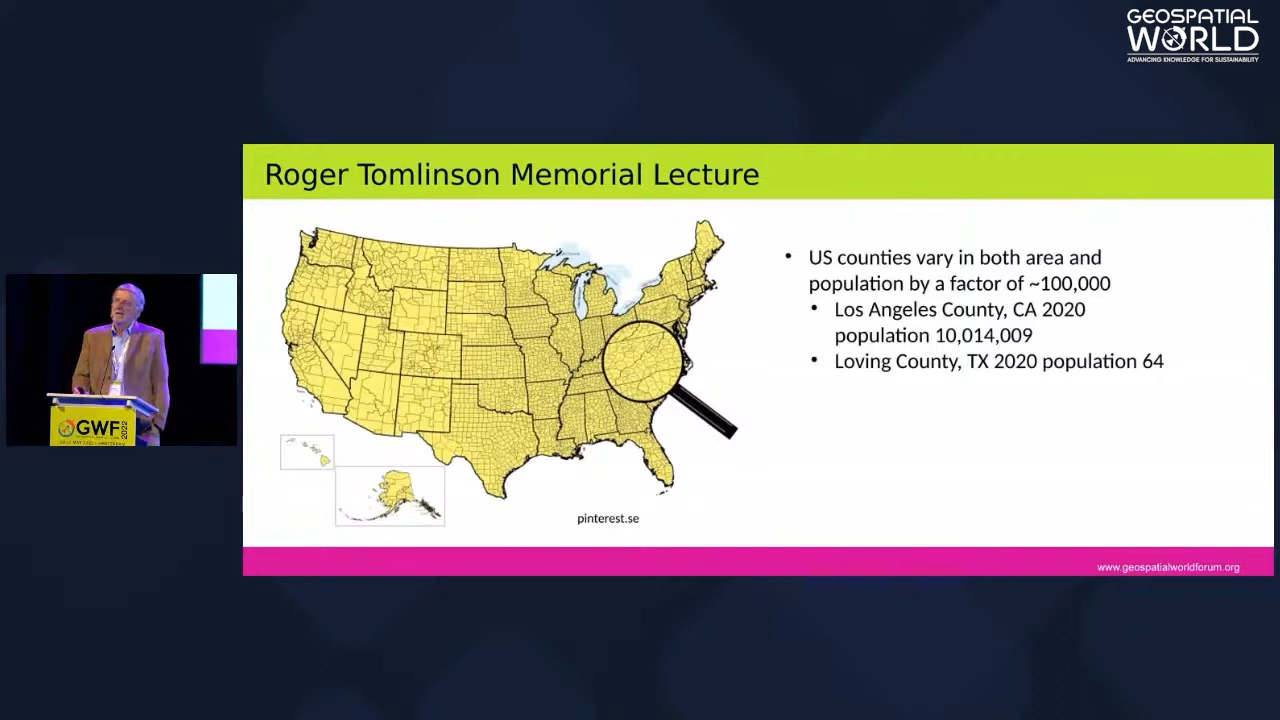 GEOSPATIAL
WORLD
ADVANCING KNOWLEDGE FOR SUSTAINABILITY
Roger Tomlinson Memorial Lecture
• US counties vary in both area and
population by a factor of ~100,000
• Los Angeles County, CA 2020
population 10,014,009
• Loving County, TX 2020 population 64
pinterest.se
www.geospatialworldforum.org
GWF
2022